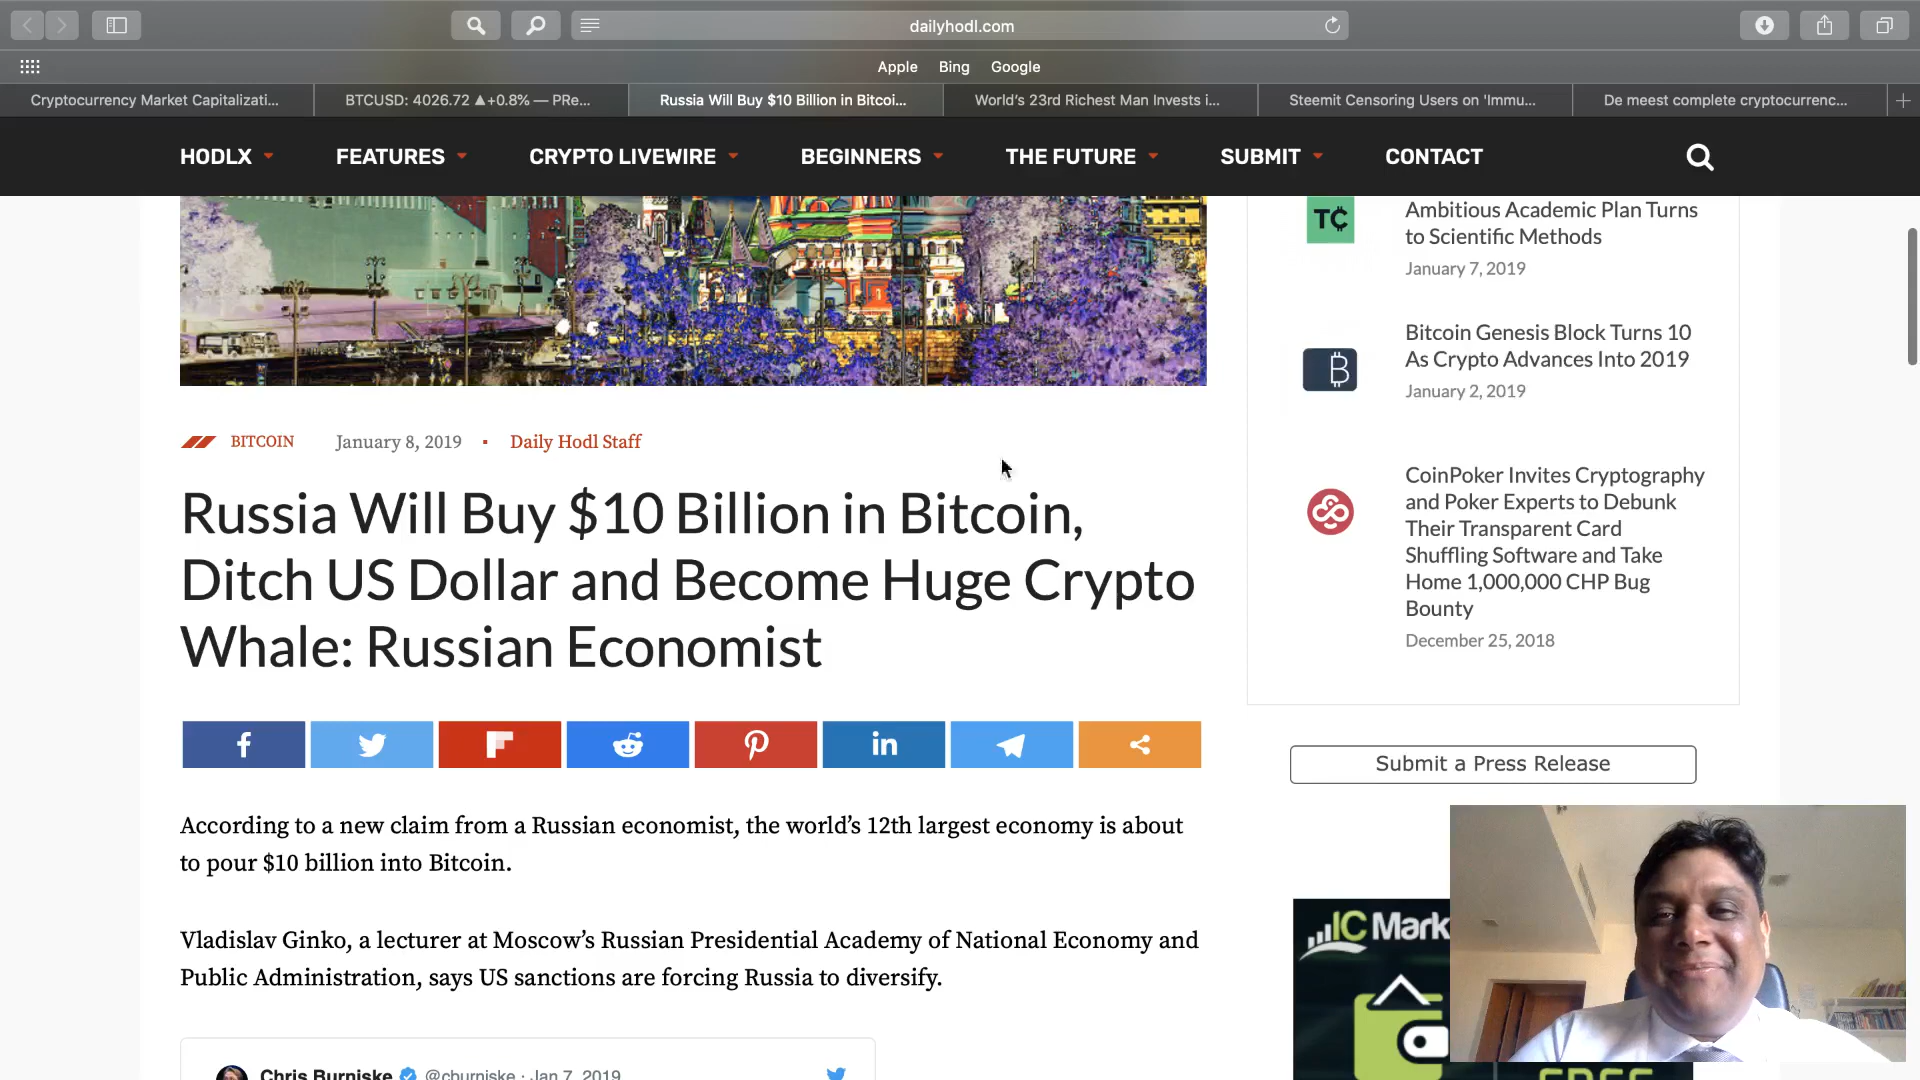 dailyhodl.com
Apple Bing Google
Cryptocurrency Market Capitalizati...
BTCUSD: 4026.72 ▲+0.8% — PRe...
Russia Will Buy $10 Billion in Bitcoi...
World's 23rd Richest Man Invests i...
Steemit Censoring Users on 'Immu...
De meest complete cryptocurrenc...
HODLX FEATURES CRYPTO LIVEWIRE BEGINNERS THE FUTURE SUBMIT CONTACT
BITCOIN January 8, 2019 ▪ Daily Hodl Staff
Russia Will Buy $10 Billion in Bitcoin,
Ditch US Dollar and Become Huge Crypto
Whale: Russian Economist
According to a new claim from a Russian economist, the world's 12th largest economy is about
to pour $10 billion into Bitcoin.
Vladislav Ginko, a lecturer at Moscow's Russian Presidential Academy of National Economy and
Public Administration, says US sanctions are forcing Russia to diversify.
Chris Burniske @cburniske · Jan 7, 2019
TC
Ambitious Academic Plan Turns
to Scientific Methods
January 7, 2019
Bitcoin Genesis Block Turns 10
As Crypto Advances Into 2019
January 2, 2019
CoinPoker Invites Cryptography
and Poker Experts to Debunk
Their Transparent Card
Shuffling Software and Take
Home 1,000,000 CHP Bug
Bounty
December 25, 2018
Submit a Press Release
IC Mark
FREE